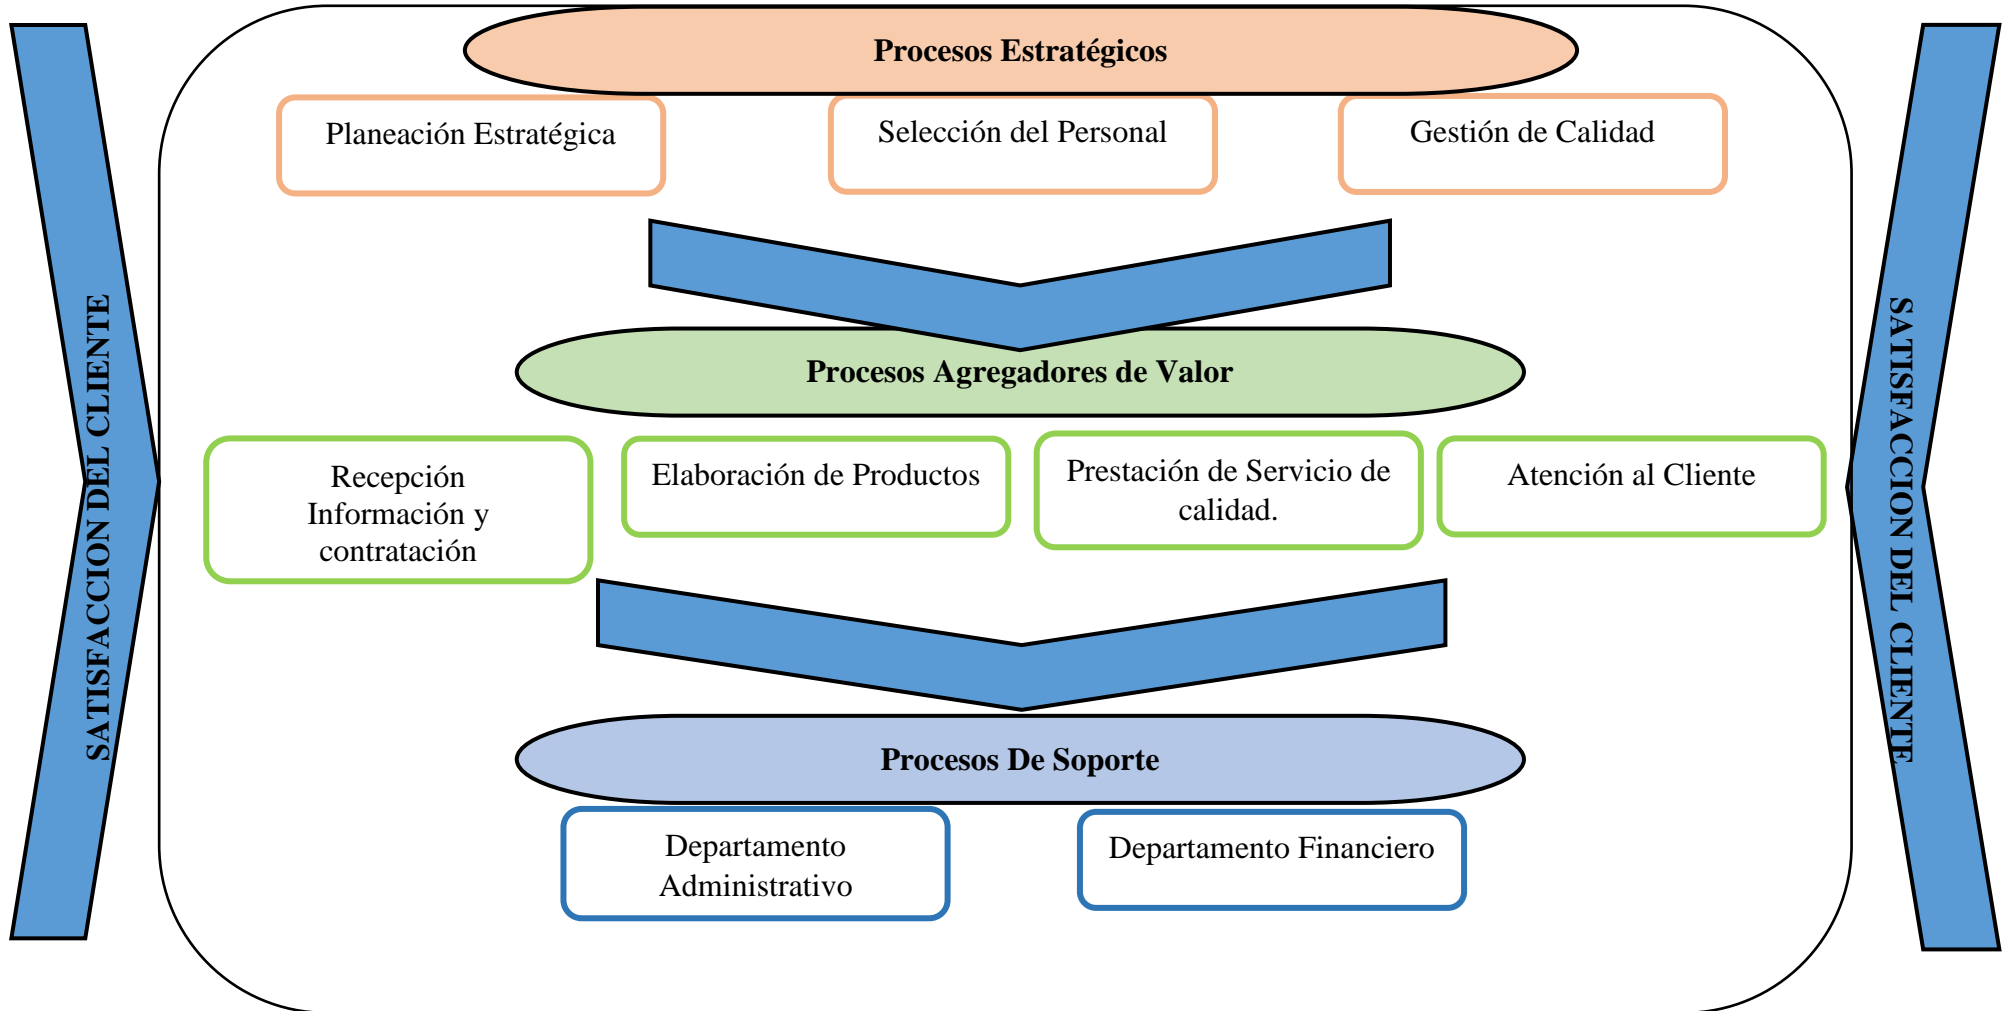 Procesos Estratégicos
Planeación Estratégica
Selección del Personal
Gestión de Calidad
SATISFACCION DEL CLIENTE
Procesos Agregadores de Valor
Recepción
Información y
contratación
Elaboración de Productos
Prestación de Servicio de
calidad.
Atención al Cliente
SATISFACCION DEL CLIENTE
Procesos De Soporte
Departamento
Administrativo
Departamento Financiero